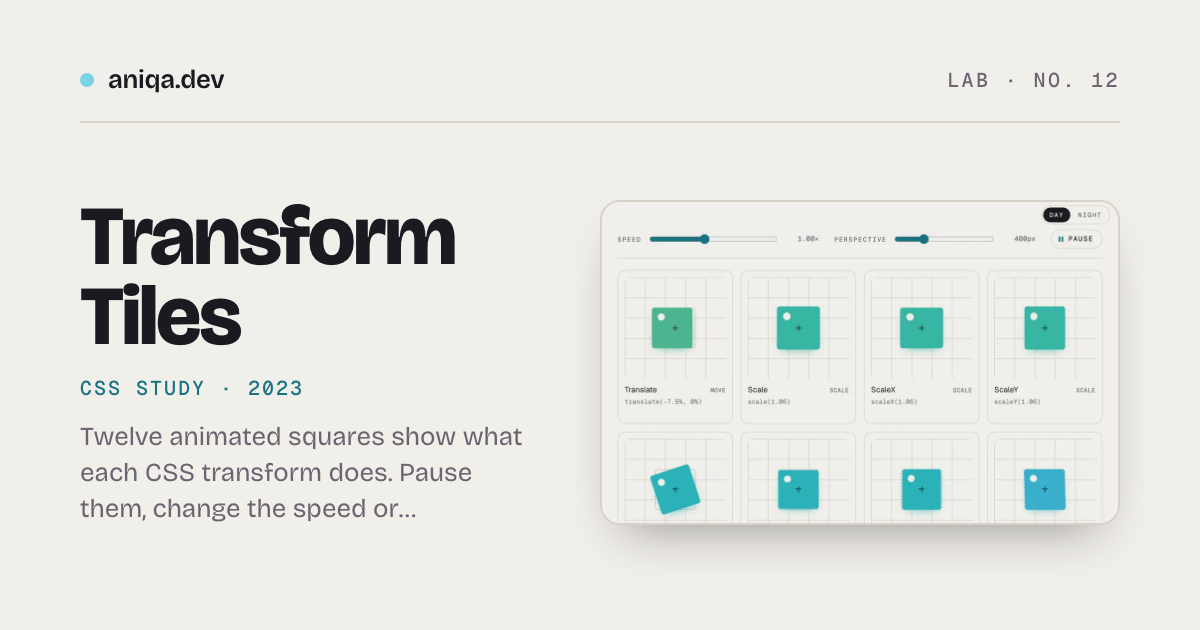 aniqa.dev
LAB · NO. 12
Transform
Tiles
CSS STUDY · 2023
Twelve animated squares show what
each CSS transform does. Pause
them, change the speed or...
DAY NIGHT
SPEED 1.00× PERSPECTIVE 400px PAUSE
Translate MOVE
translate(-7.5%, 0%)
Scale SCALE
scale(1.06)
ScaleX SCALE
scaleX(1.06)
ScaleY SCALE
scaleY(1.06)